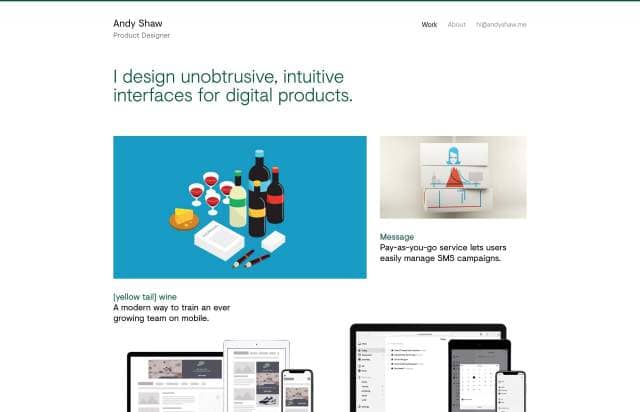 Andy Shaw
Product Designer
Work About hi@andyshaw.me
I design unobtrusive, intuitive
interfaces for digital products.
Message
Pay-as-you-go service lets users
easily manage SMS campaigns.
[yellow tail] wine
A modern way to train an ever
growing team on mobile.